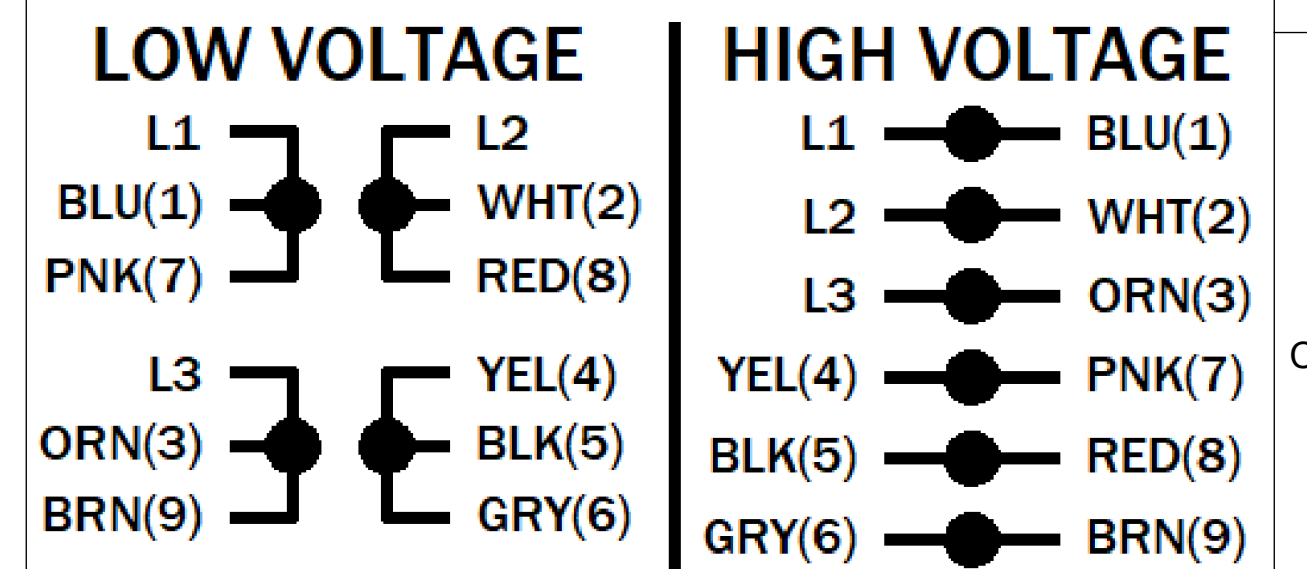 LOW VOLTAGE
L1
BLU(1)
PNK(7)
L2
WHT(2)
RED(8)
L3
ORN(3)
BRN(9)
YEL(4)
BLK(5)
GRY(6)
HIGH VOLTAGE
L1 BLU(1)
L2 WHT(2)
L3 ORN(3)
YEL(4) PNK(7)
BLK(5) RED(8)
GRY(6) BRN(9)